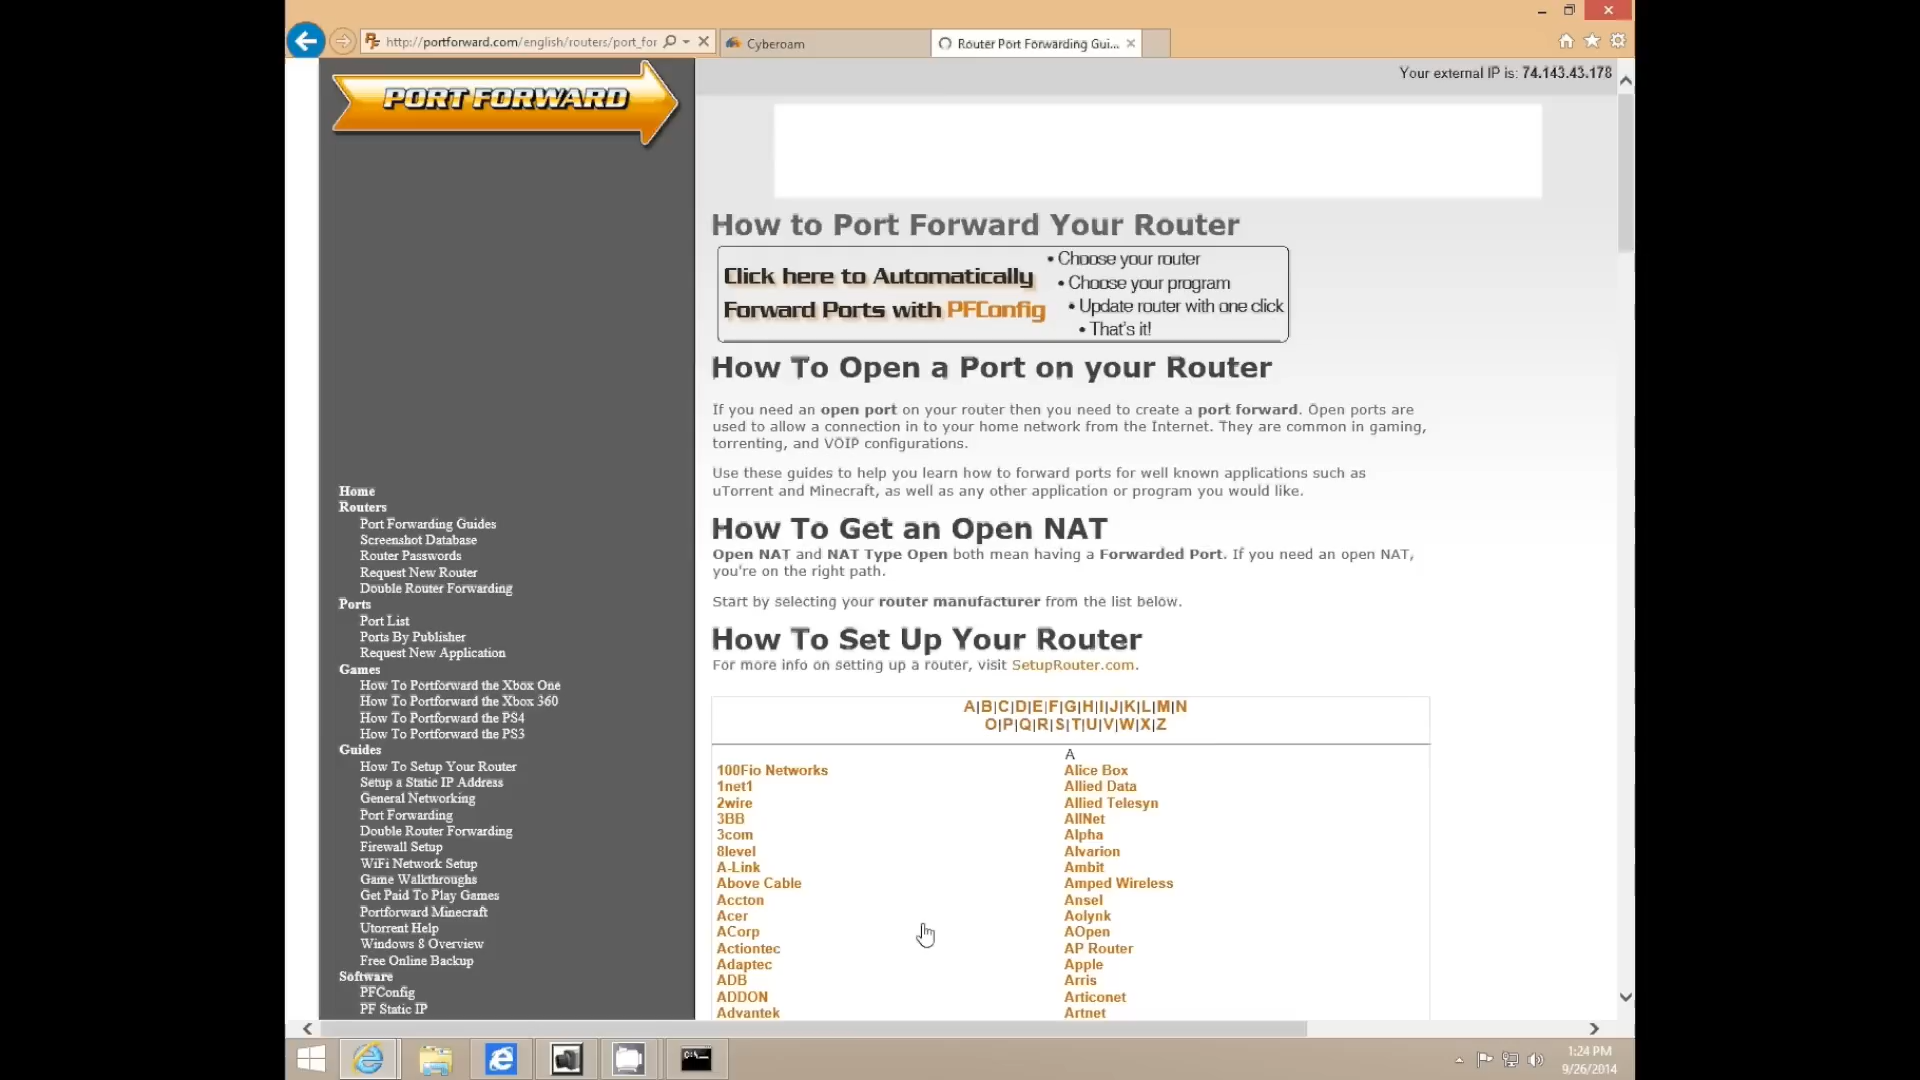 http://portforward.com/english/routers/port_for
Cyberoam
Router Port Forwarding Gui...
PORT FORWARD
Your external IP is: 74.143.43.178
How to Port Forward Your Router
Click here to Automatically
Forward Ports with PFConfig
• Choose your router
• Choose your program
• Update router with one click
• That's it!
How To Open a Port on your Router
If you need an open port on your router then you need to create a port forward. Open ports are
used to allow a connection in to your home network from the Internet. They are common in gaming,
torrenting, and VOIP configurations.
Use these guides to help you learn how to forward ports for well known applications such as
uTorrent and Minecraft, as well as any other application or program you would like.
How To Get an Open NAT
Open NAT and NAT Type Open both mean having a Forwarded Port. If you need an open NAT,
you're on the right path.
Start by selecting your router manufacturer from the list below.
How To Set Up Your Router
For more info on setting up a router, visit SetupRouter.com.
A|B|C|D|E|F|G|H|I|J|K|L|M|N
O|P|Q|R|S|T|U|V|W|X|Z
A
100Fio Networks
1net1
2wire
3BB
3com
8level
A-Link
Above Cable
Accton
Acer
ACorp
Actiontec
Adaptec
ADB
ADDON
Advantek
Alice Box
Allied Data
Allied Telesyn
AllNet
Alpha
Alvarion
Ambit
Amped Wireless
Ansel
Aolynk
AOpen
AP Router
Apple
Arris
Articonet
Artnet
Home
Routers
Port Forwarding Guides
Screenshot Database
Router Passwords
Request New Router
Double Router Forwarding
Ports
Port List
Ports By Publisher
Request New Application
Games
How To Portforward the Xbox One
How To Portforward the Xbox 360
How To Portforward the PS4
How To Portforward the PS3
Guides
How To Setup Your Router
Setup a Static IP Address
General Networking
Port Forwarding
Double Router Forwarding
Firewall Setup
WiFi Network Setup
Game Walkthroughs
Get Paid To Play Games
Portforward Minecraft
Utorrent Help
Windows 8 Overview
Free Online Backup
Software
PFConfig
PF Static IP
1:24 PM
9/26/2014